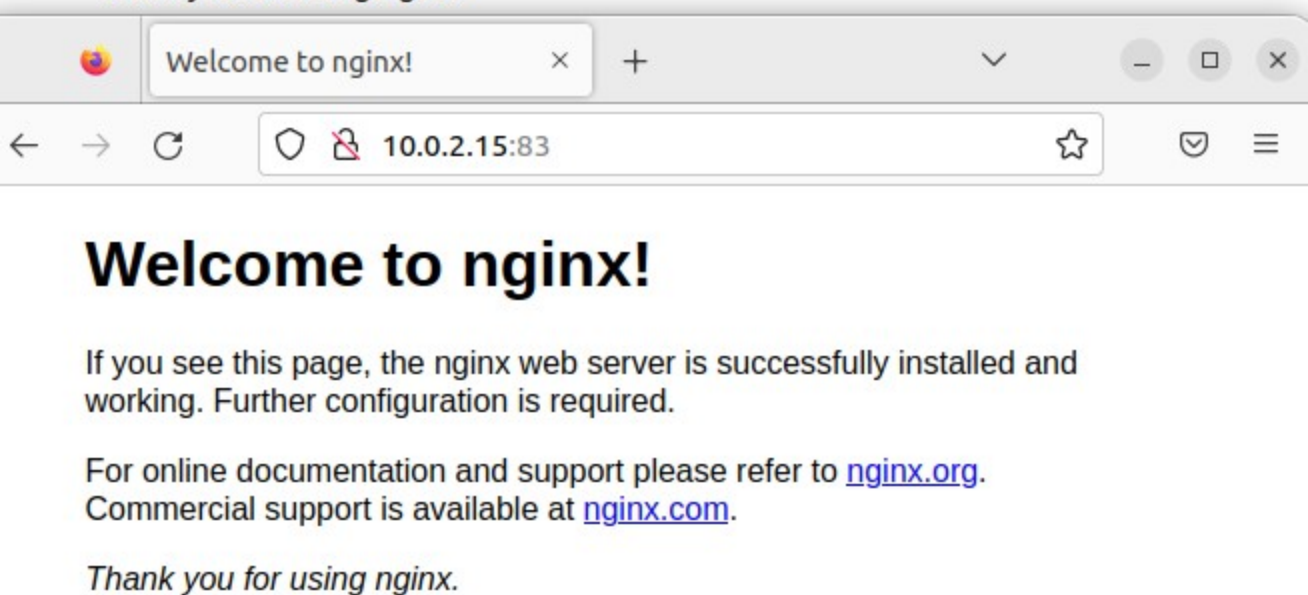 Welcome to nginx!
10.0.2.15:83
Welcome to nginx!
If you see this page, the nginx web server is successfully installed and
working. Further configuration is required.
For online documentation and support please refer to nginx.org.
Commercial support is available at nginx.com.
Thank you for using nginx.